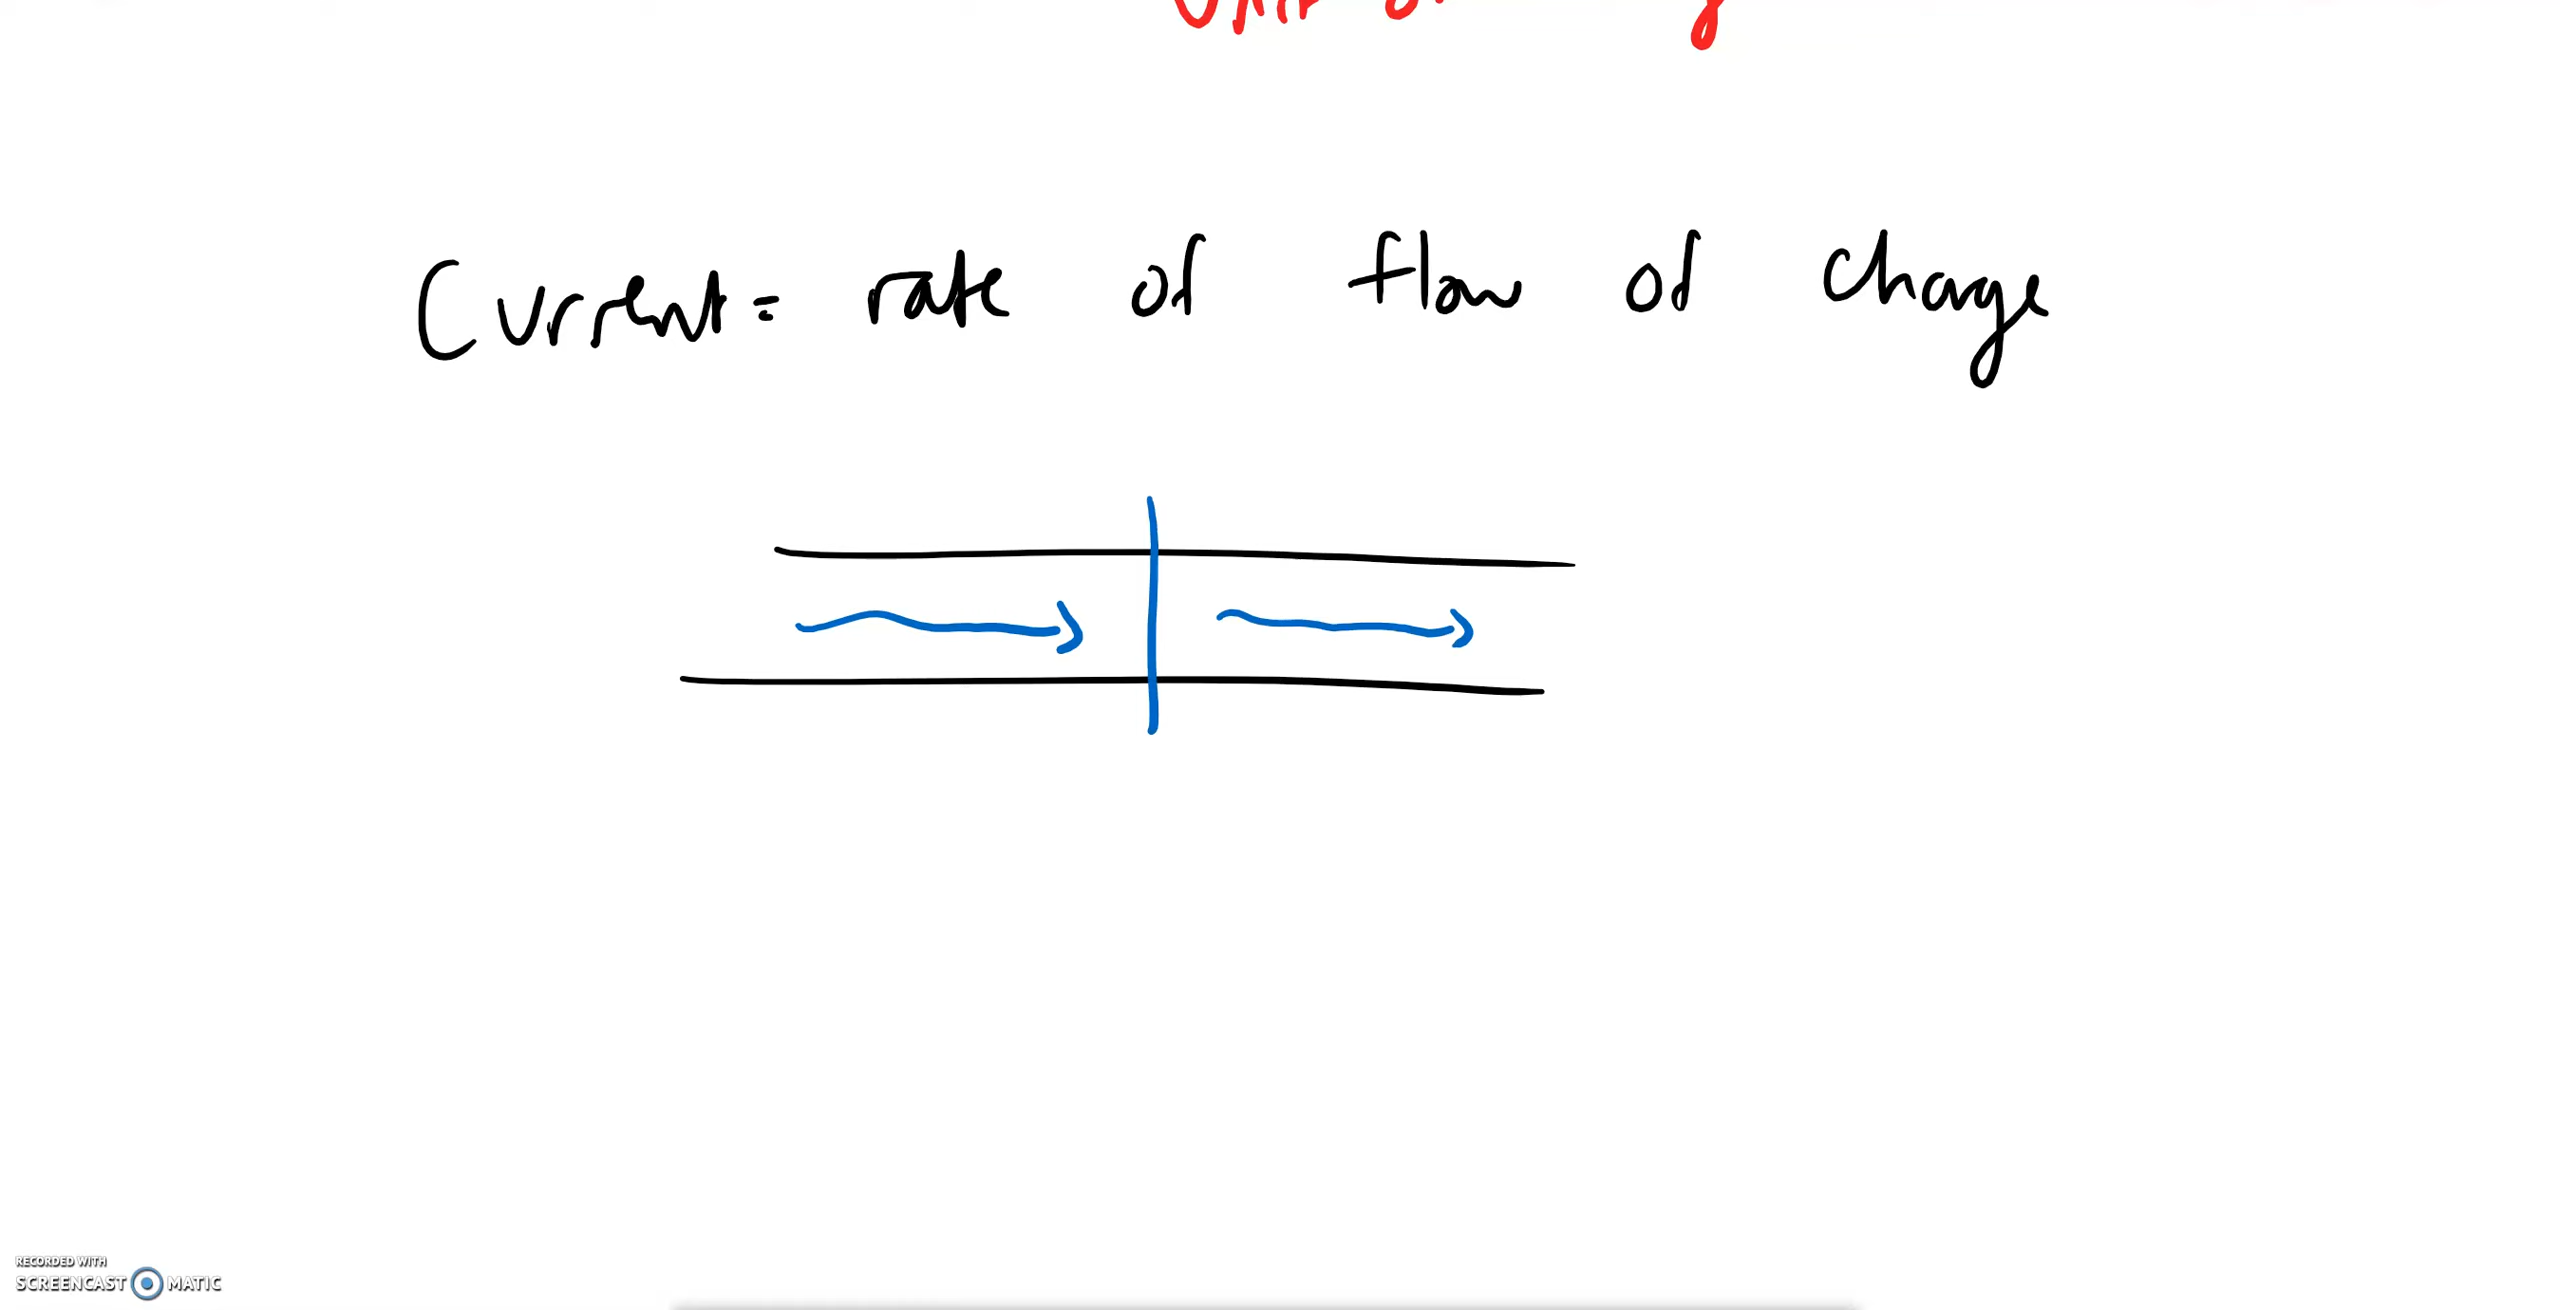 Current= rate of flow of charge
RECORDED WITH
SCREENCAST MATIC